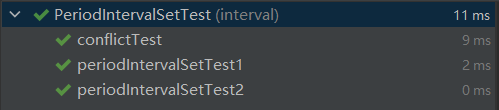 PeriodIntervalSetTest (interval) 11 ms
conflictTest 9 ms
periodIntervalSetTest1 2 ms
periodIntervalSetTest2 0 ms